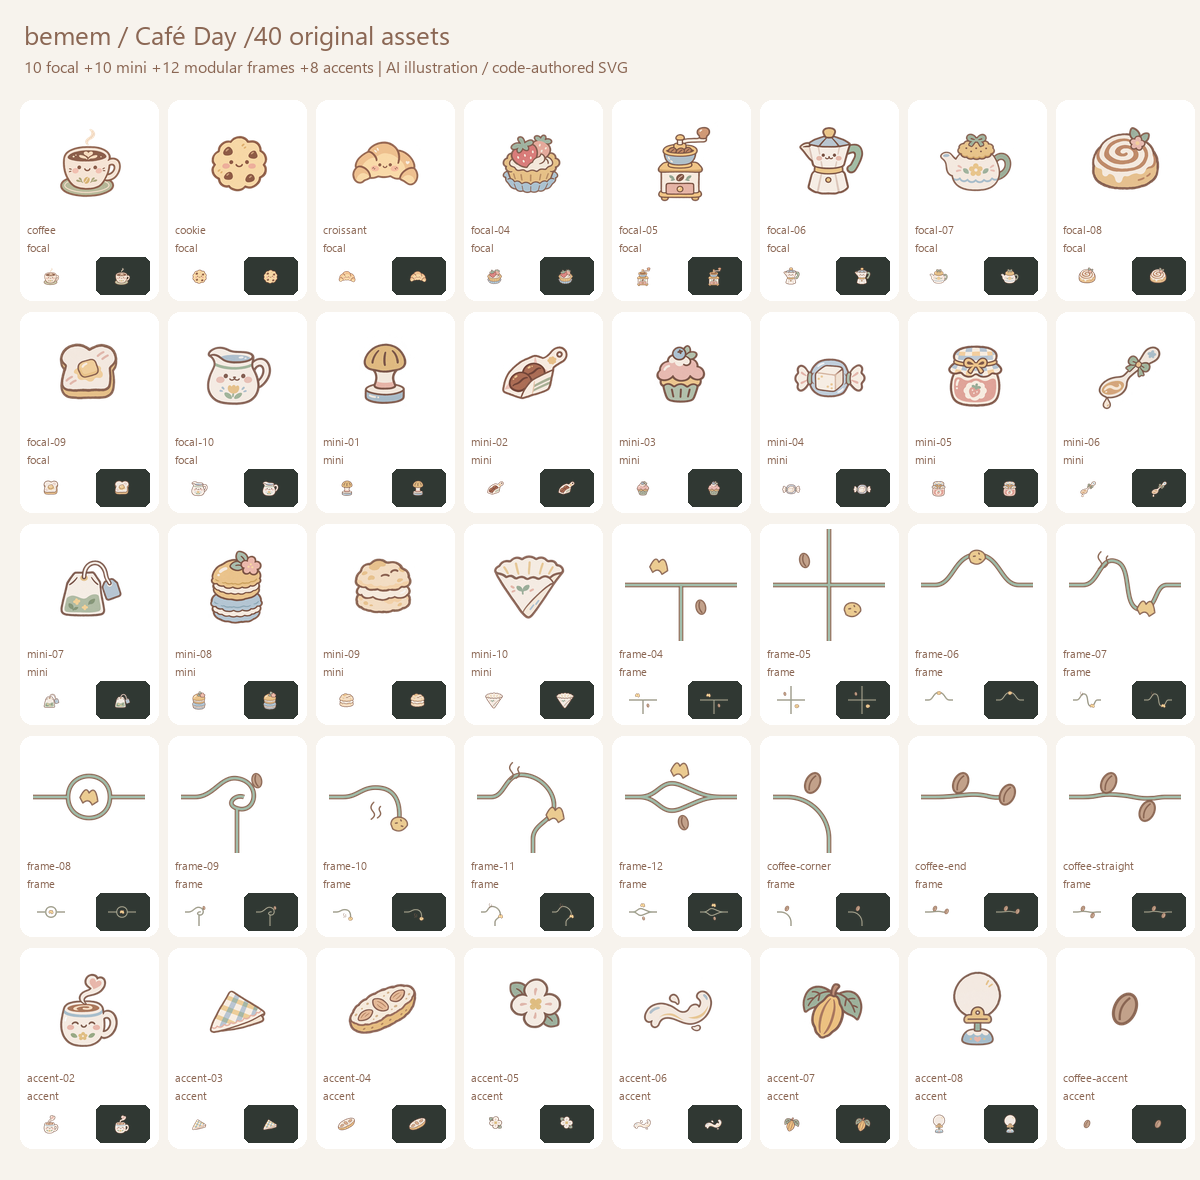 bemem / Café Day /40 original assets
10 focal +10 mini +12 modular frames +8 accents | AI illustration / code-authored SVG
coffee
focal
cookie
focal
croissant
focal
focal-04
focal
focal-05
focal
focal-06
focal
focal-07
focal
focal-08
focal
focal-09
focal
focal-10
focal
mini-01
mini
mini-02
mini
mini-03
mini
mini-04
mini
mini-05
mini
mini-06
mini
mini-07
mini
mini-08
mini
mini-09
mini
mini-10
mini
frame-04
frame
frame-05
frame
frame-06
frame
frame-07
frame
frame-08
frame
frame-09
frame
frame-10
frame
frame-11
frame
frame-12
frame
coffee-corner
frame
coffee-end
frame
coffee-straight
frame
accent-02
accent
accent-03
accent
accent-04
accent
accent-05
accent
accent-06
accent
accent-07
accent
accent-08
accent
coffee-accent
accent